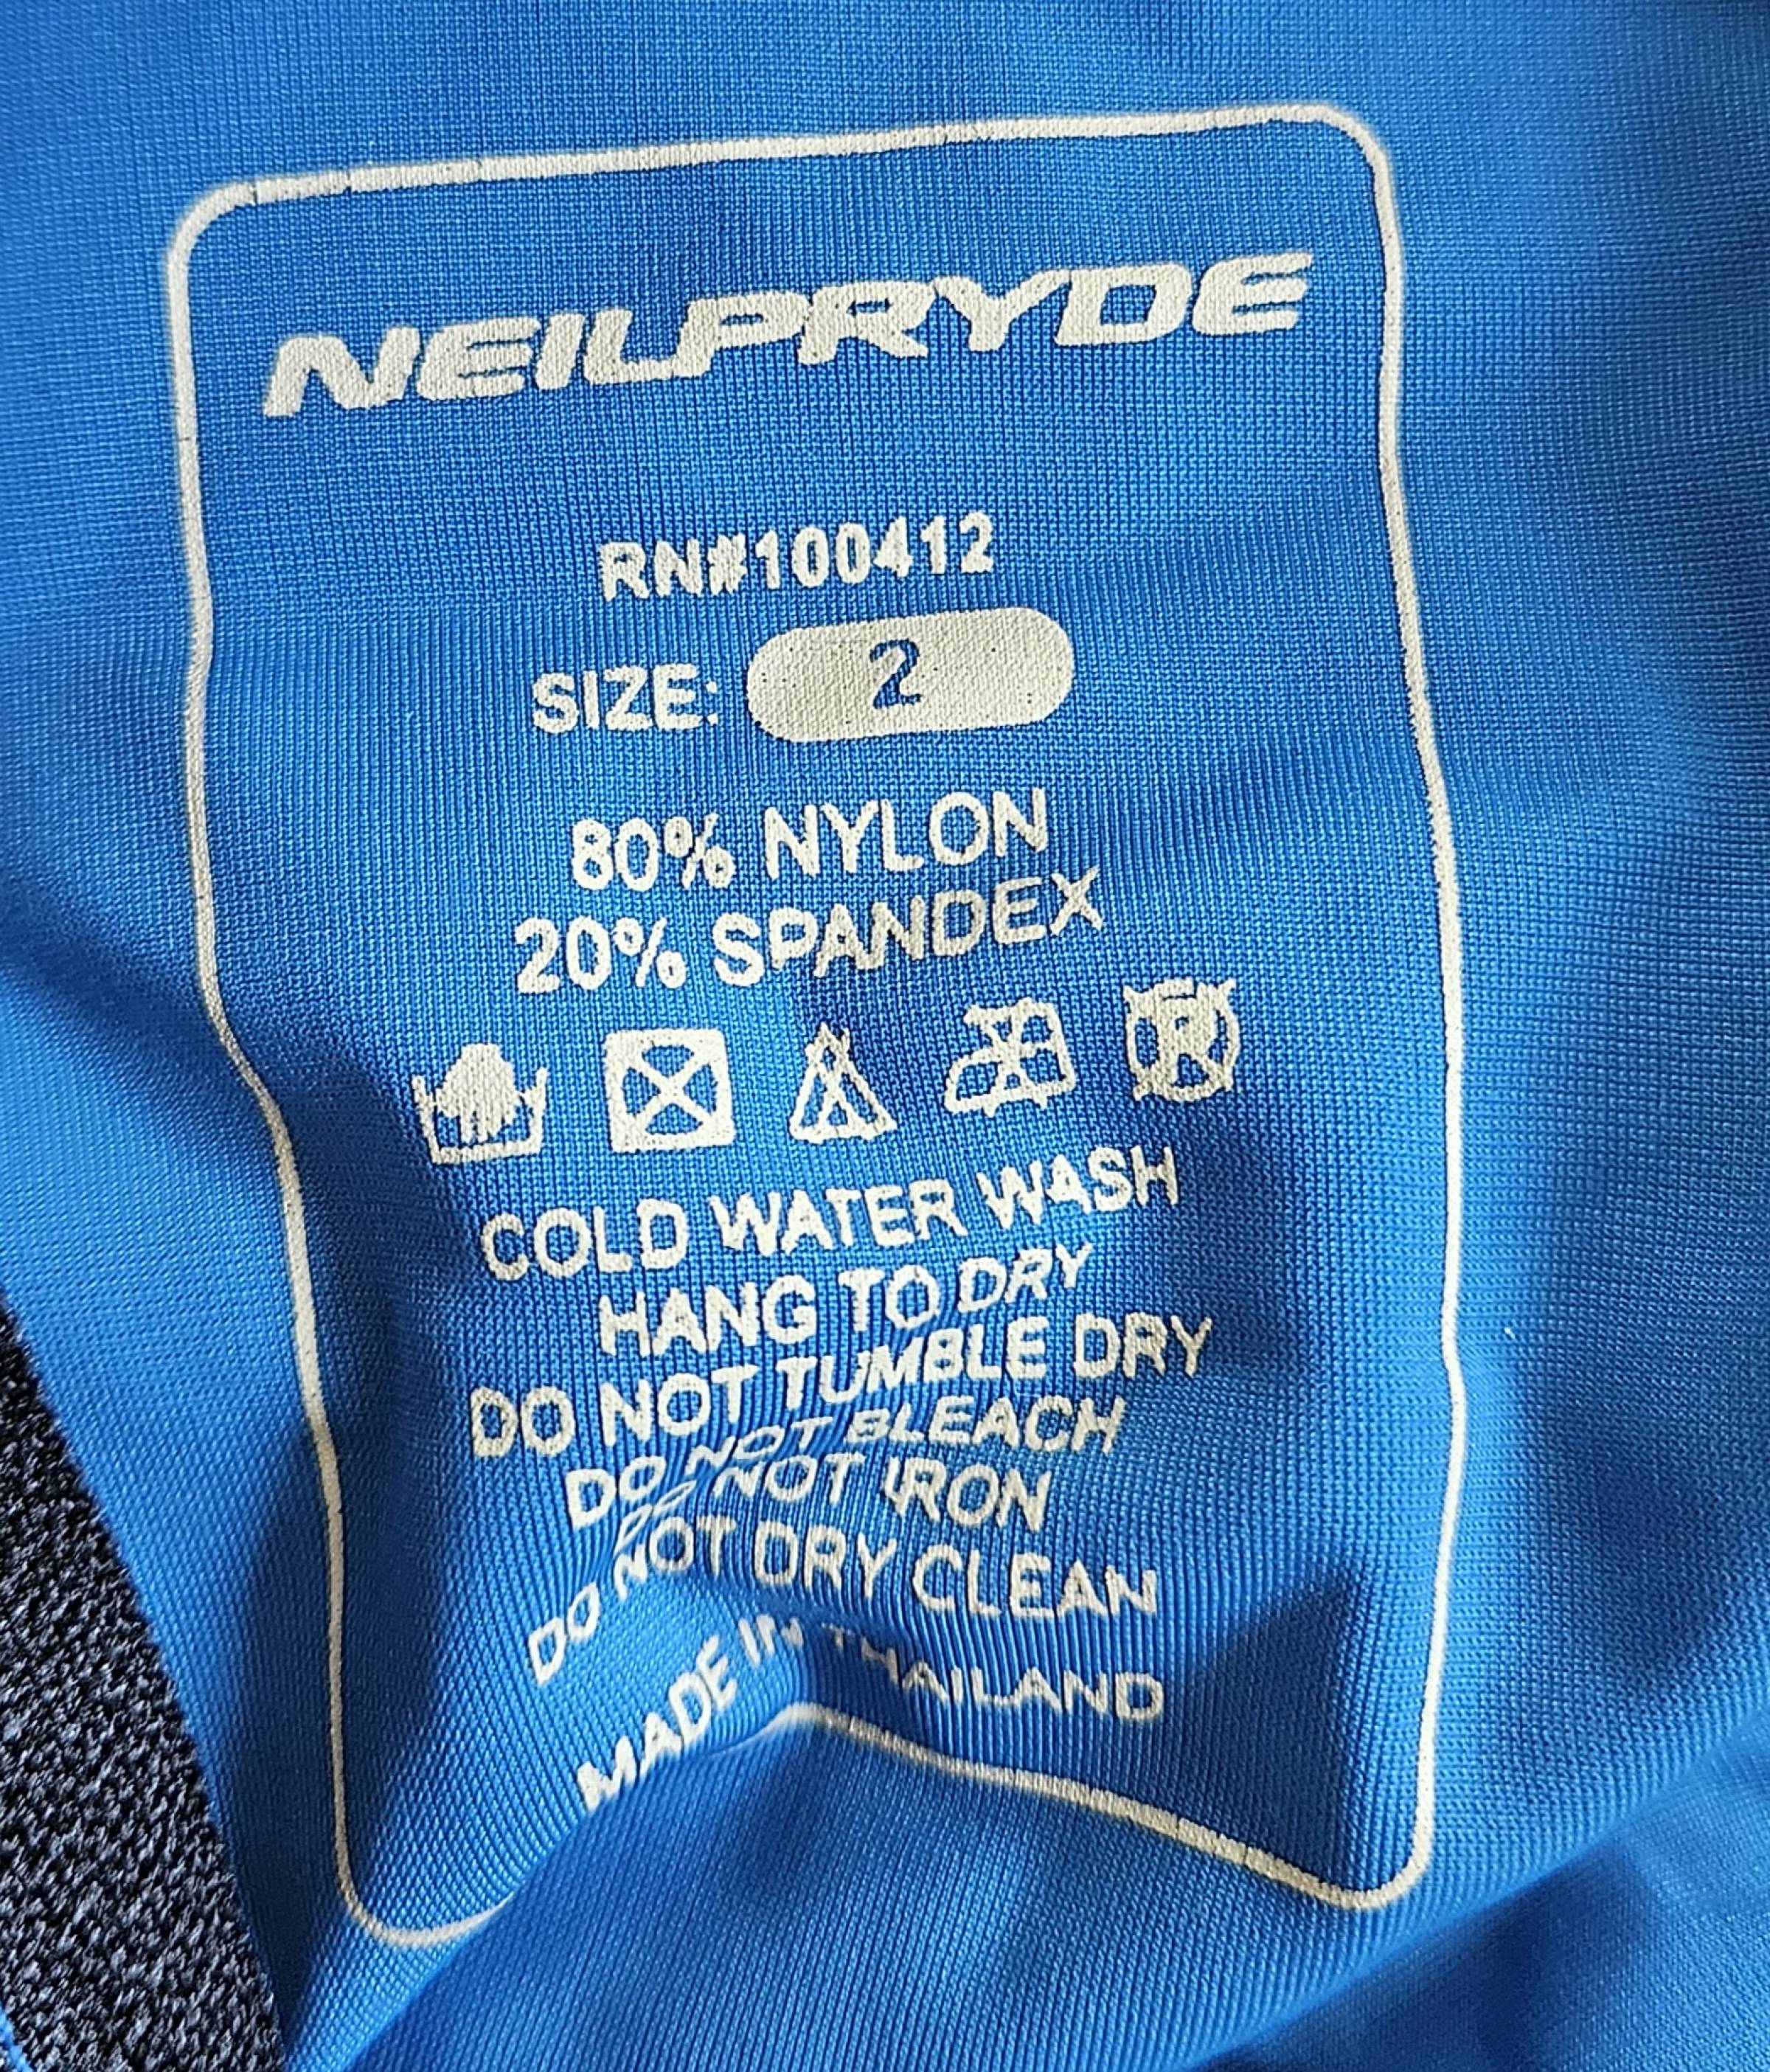 NEILPRYDE
RN#100412
SIZE: 2
80% NYLON
20% SPANDEX
COLD WATER WASH
HANG TO DRY
DO NOT TUMBLE DRY
DO NOT BLEACH
DO NOT IRON
DO NOT DRY CLEAN
MADE IN THAILAND